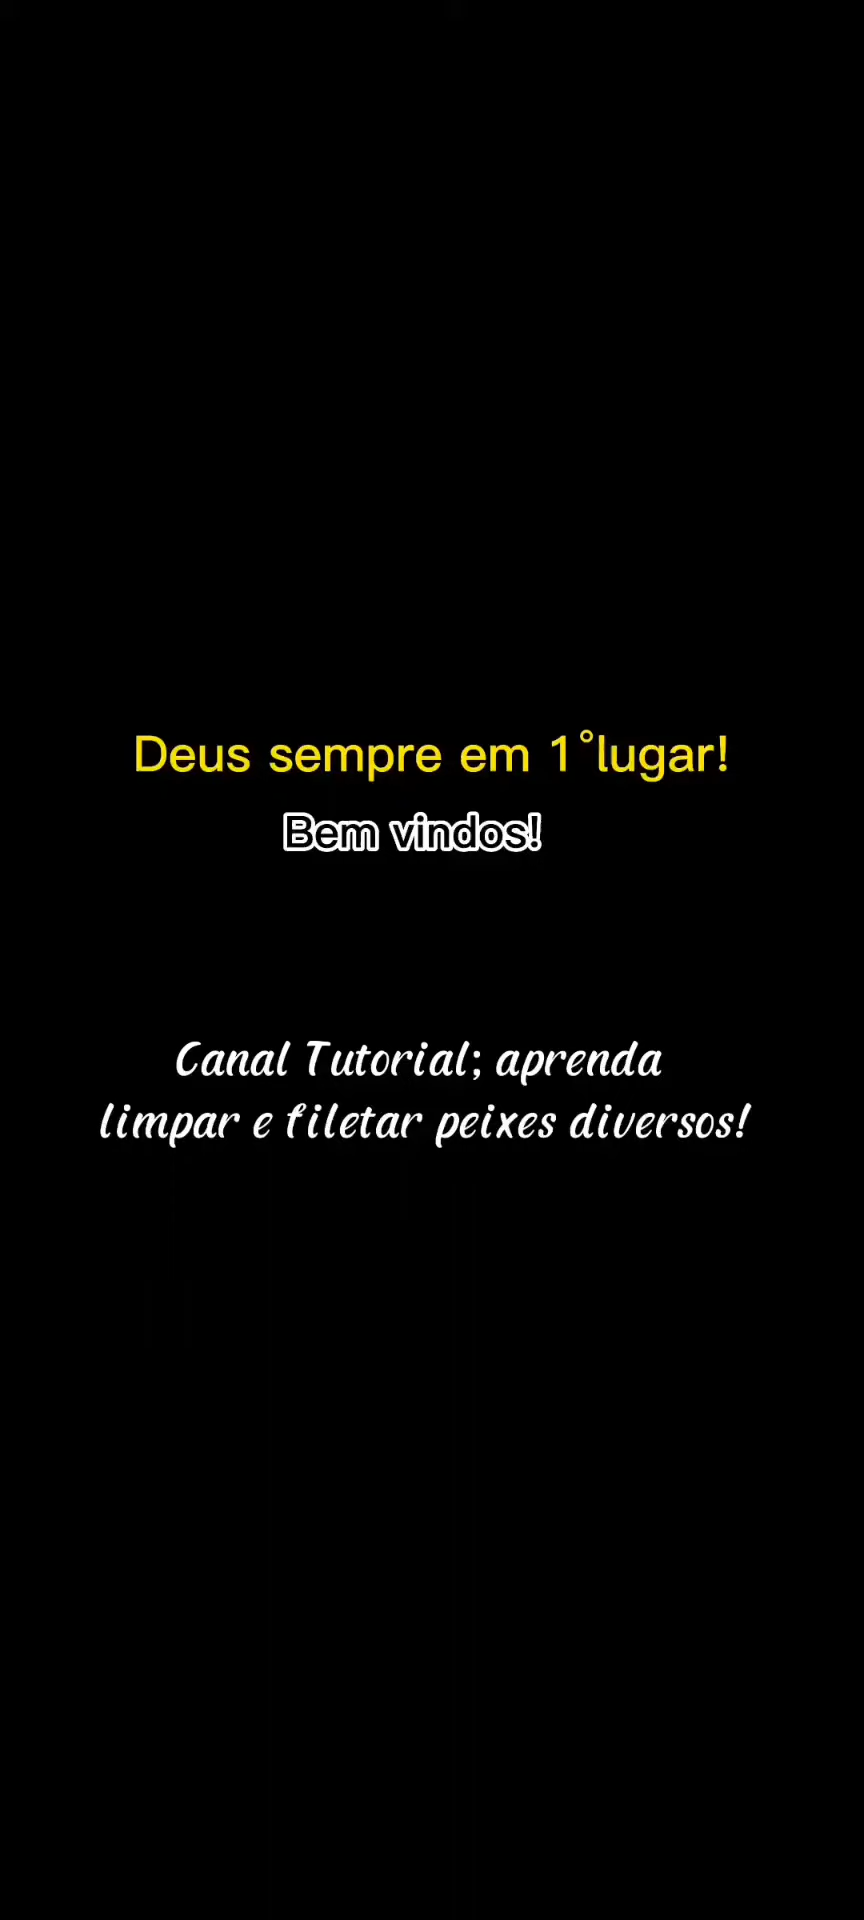 Deus sempre em 1°lugar!
Bem vindos!
Canal Tutorial; aprenda
limpar e filetar peixes diversos!